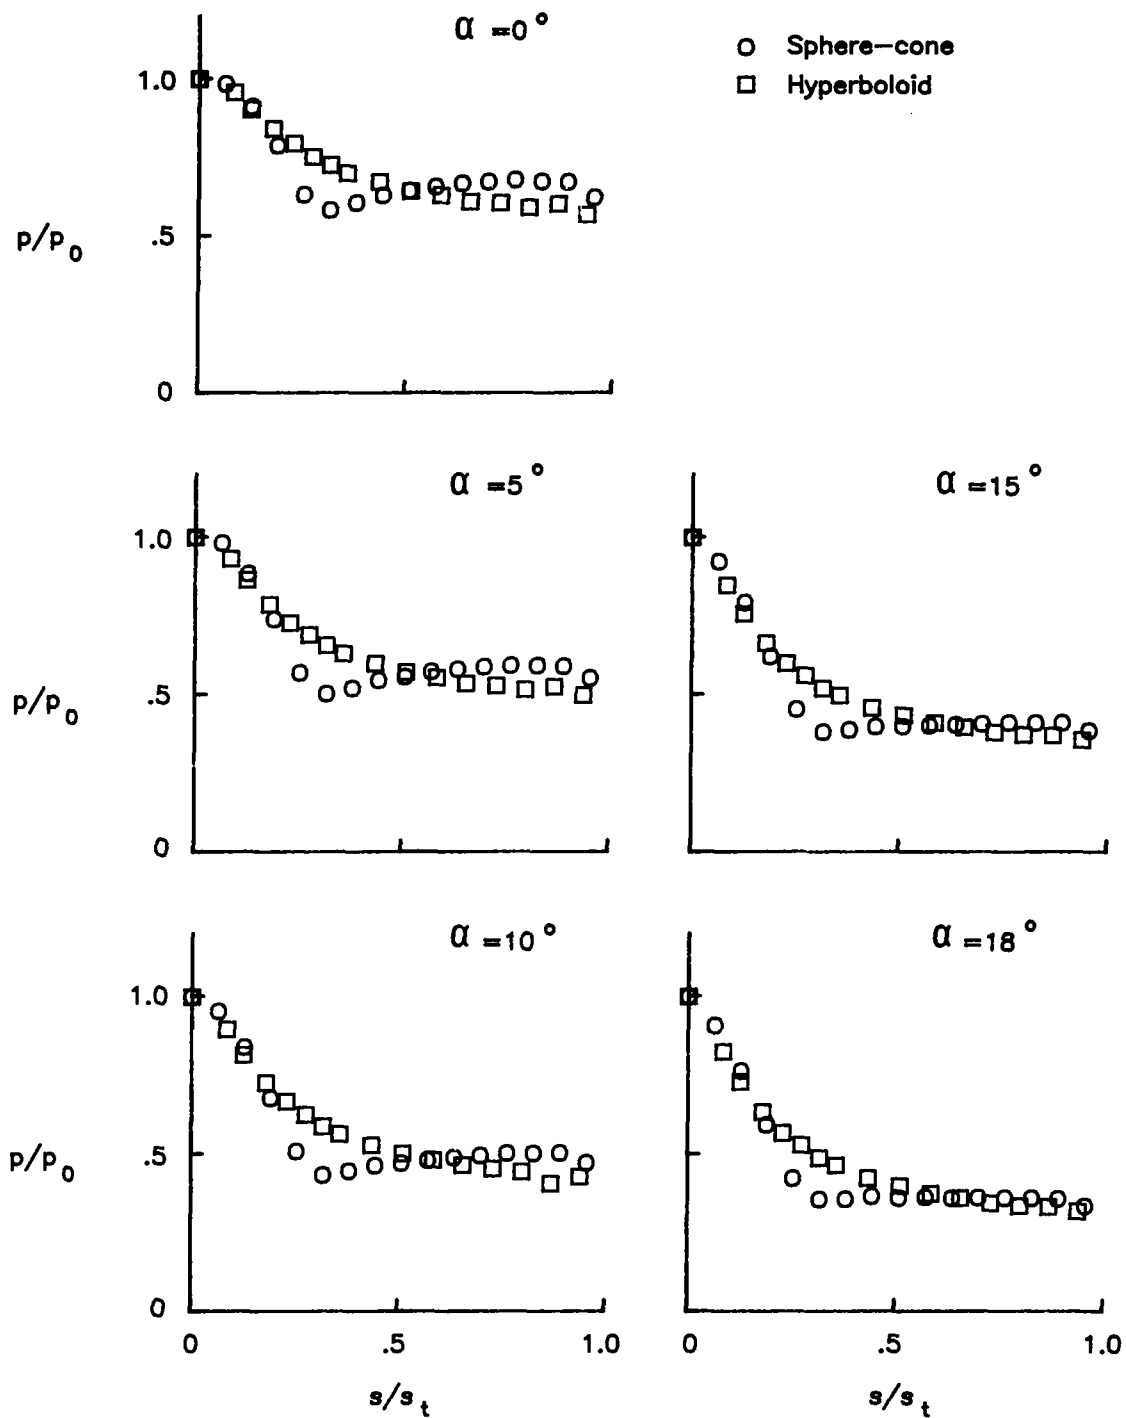 α =0°
○ Sphere-cone
□ Hyperboloid
1.0
p/p0
.5
0
α =5°
α =15°
1.0
p/p0
.5
0
α =10°
α =18°
1.0
p/p0
.5
0
0 .5 1.0
0 .5 1.0
s/st
s/st